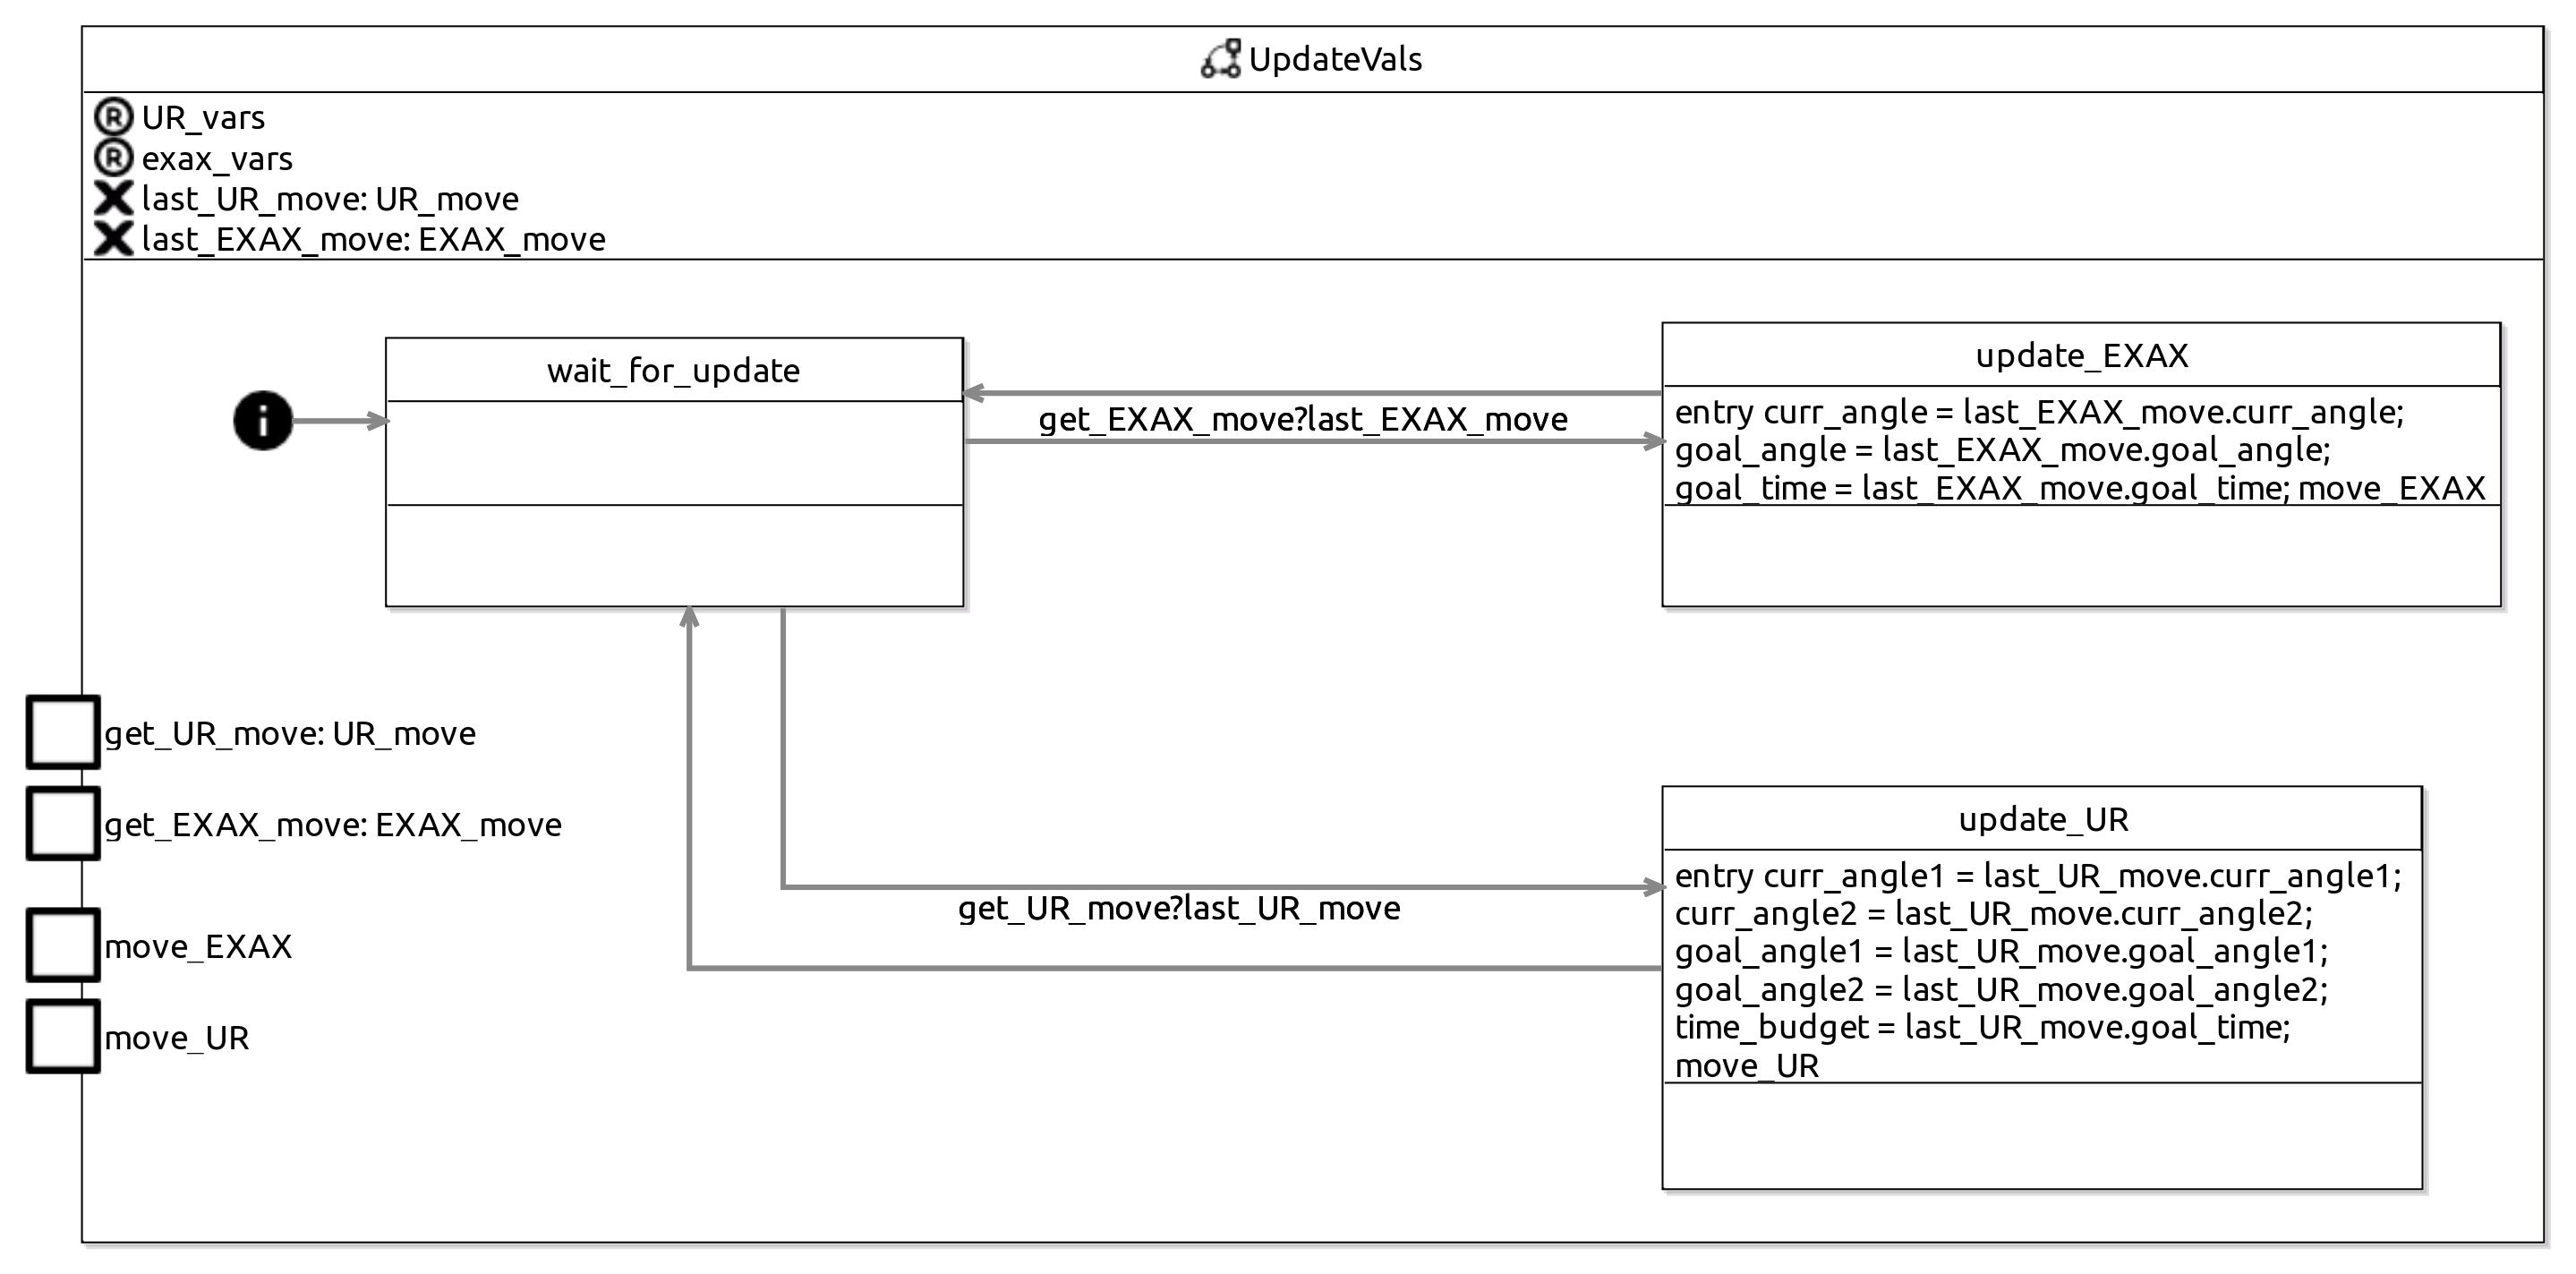 UpdateVals
UR_vars
exax_vars
last_UR_move: UR_move
last_EXAX_move: EXAX_move
wait_for_update
get_EXAX_move?last_EXAX_move
update_EXAX
entry curr_angle = last_EXAX_move.curr_angle;
goal_angle = last_EXAX_move.goal_angle;
goal_time = last_EXAX_move.goal_time; move_EXAX
get_UR_move: UR_move
get_EXAX_move: EXAX_move
move_EXAX
move_UR
get_UR_move?last_UR_move
update_UR
entry curr_angle1 = last_UR_move.curr_angle1;
curr_angle2 = last_UR_move.curr_angle2;
goal_angle1 = last_UR_move.goal_angle1;
goal_angle2 = last_UR_move.goal_angle2;
time_budget = last_UR_move.goal_time;
move_UR